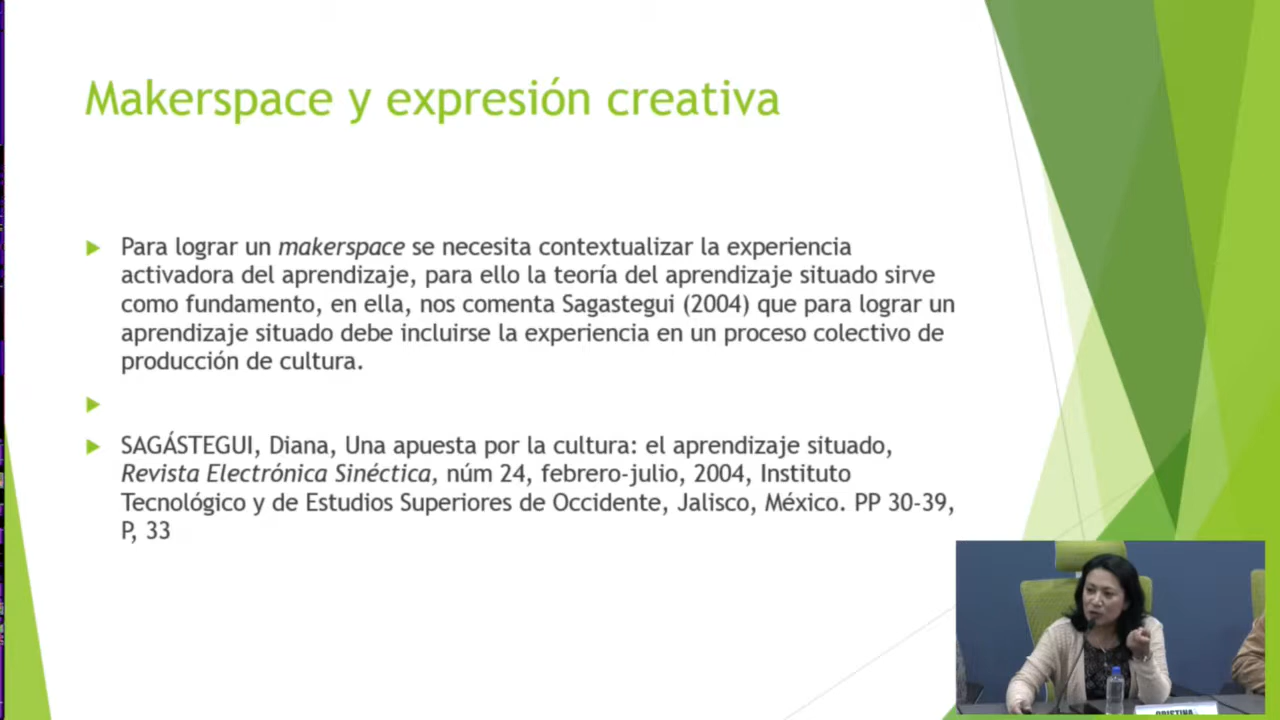 Makerspace y expresión creativa
Para lograr un makerspace se necesita contextualizar la experiencia
activadora del aprendizaje, para ello la teoría del aprendizaje situado sirve
como fundamento, en ella, nos comenta Sagastegui (2004) que para lograr un
aprendizaje situado debe incluirse la experiencia en un proceso colectivo de
producción de cultura.
SAGÁSTEGUI, Diana, Una apuesta por la cultura: el aprendizaje situado,
Revista Electrónica Sinéctica, núm 24, febrero-julio, 2004, Instituto
Tecnológico y de Estudios Superiores de Occidente, Jalisco, México. PP 30-39,
P, 33